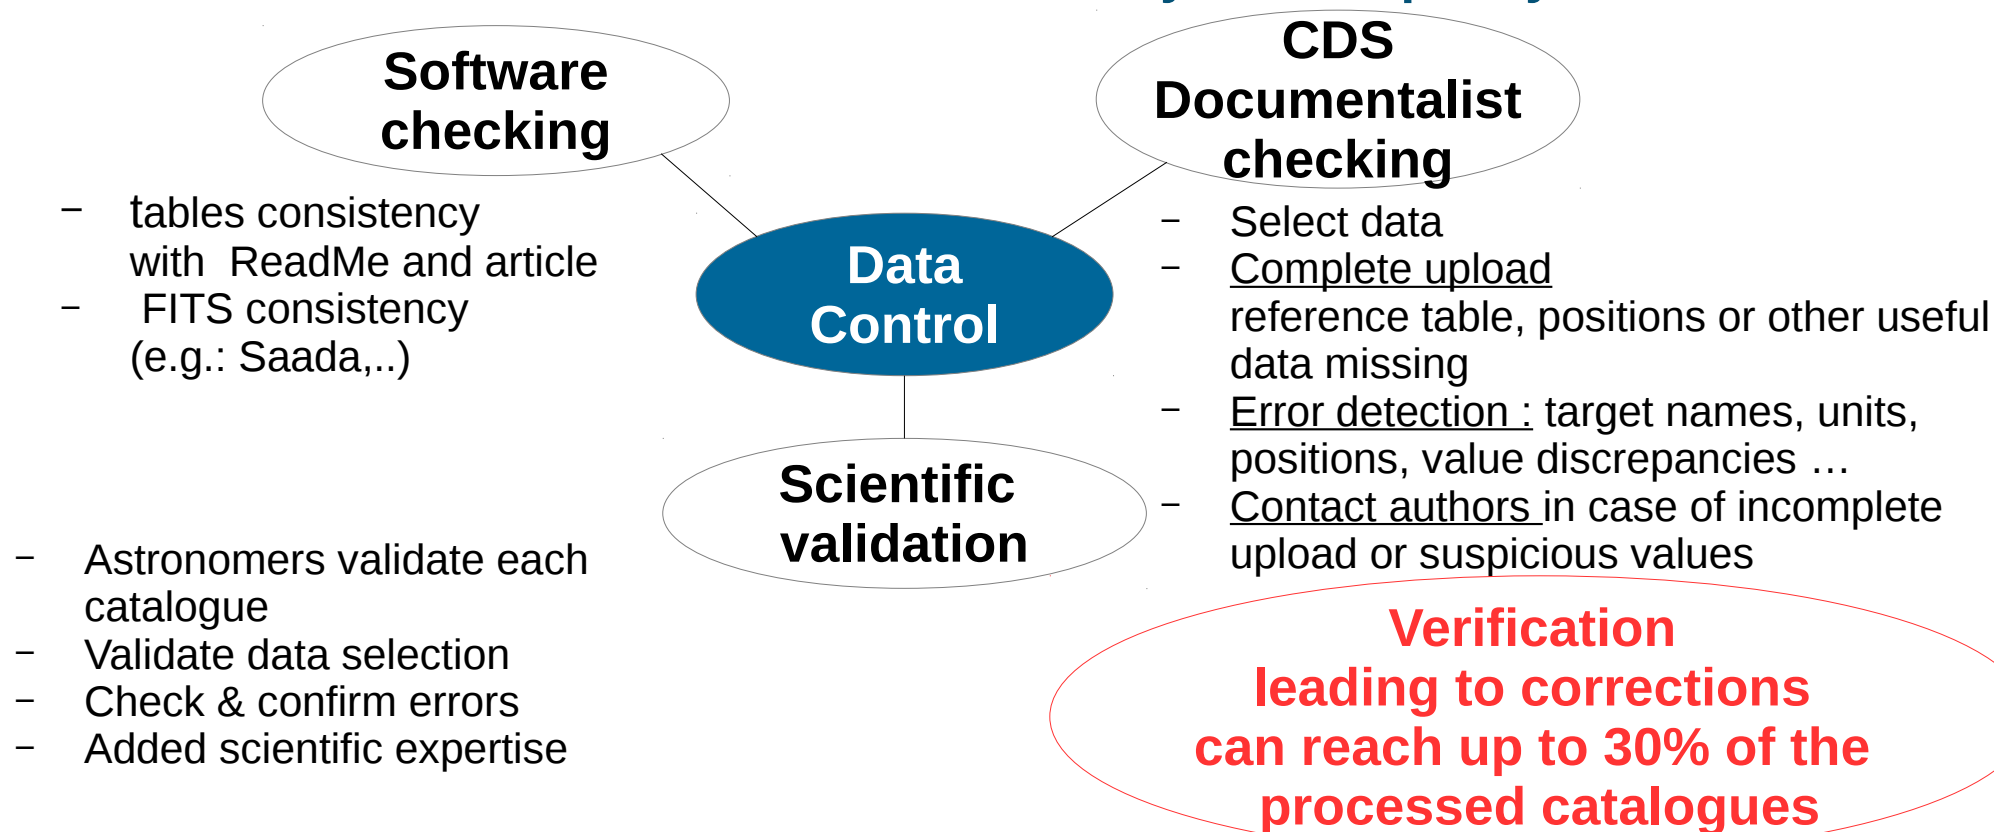 Software
checking
CDS
Documentalist
checking
– tables consistency
with ReadMe and article
– FITS consistency
(e.g.: Saada,..)
Data
Control
– Select data
– Complete upload
reference table, positions or other useful
data missing
– Error detection : target names, units,
positions, value discrepancies …
– Contact authors in case of incomplete
upload or suspicious values
Scientific
validation
– Astronomers validate each
catalogue
– Validate data selection
– Check & confirm errors
– Added scientific expertise
Verification
leading to corrections
can reach up to 30% of the
processed catalogues